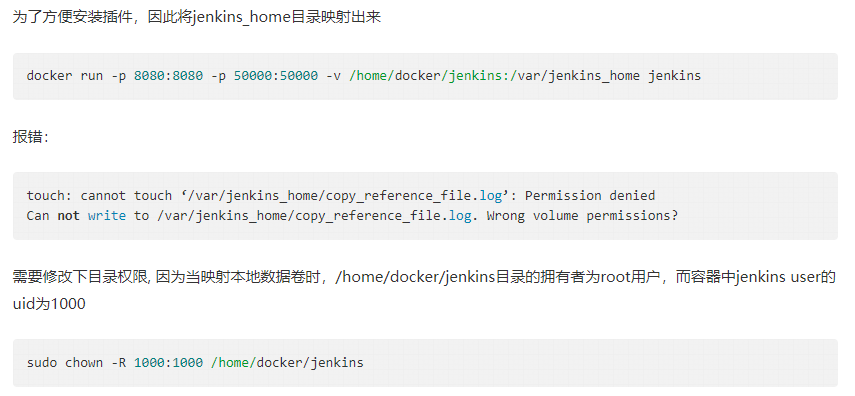 为了方便安装插件，因此将jenkins_home目录映射出来
docker run -p 8080:8080 -p 50000:50000 -v /home/docker/jenkins:/var/jenkins_home jenkins
报错：
touch: cannot touch ‘/var/jenkins_home/copy_reference_file.log’: Permission denied
Can not write to /var/jenkins_home/copy_reference_file.log. Wrong volume permissions?
需要修改下目录权限, 因为当映射本地数据卷时，/home/docker/jenkins目录的拥有者为root用户，而容器中jenkins user的
uid为1000
sudo chown -R 1000:1000 /home/docker/jenkins